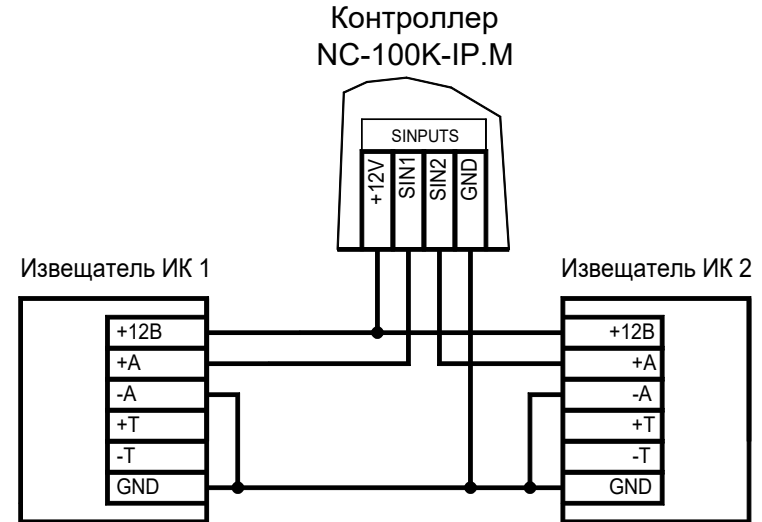 Контроллер
NC-100K-IP.M
SINPUTS
+12V
SIN1
SIN2
GND
Извещатель ИК 1
+12В
+А
-А
+Т
-Т
GND
Извещатель ИК 2
+12В
+А
-А
+Т
-Т
GND